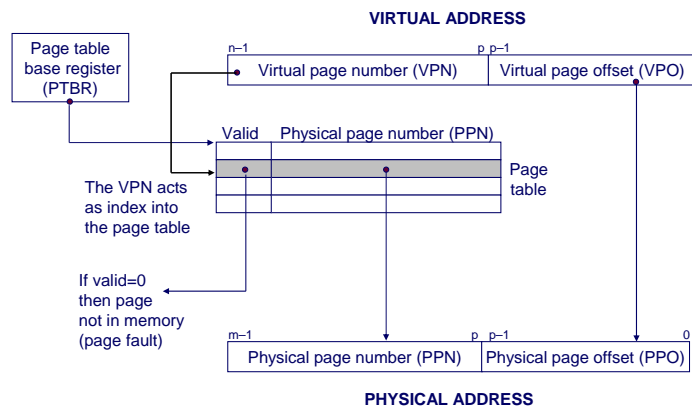 VIRTUAL ADDRESS
n–1 p p–1
Page table
base register
(PTBR)
Virtual page number (VPN) Virtual page offset (VPO)
Valid Physical page number (PPN)
Page
table
The VPN acts
as index into
the page table
If valid=0
then page
not in memory
(page fault)
m–1 p p–1 0
Physical page number (PPN) Physical page offset (PPO)
PHYSICAL ADDRESS